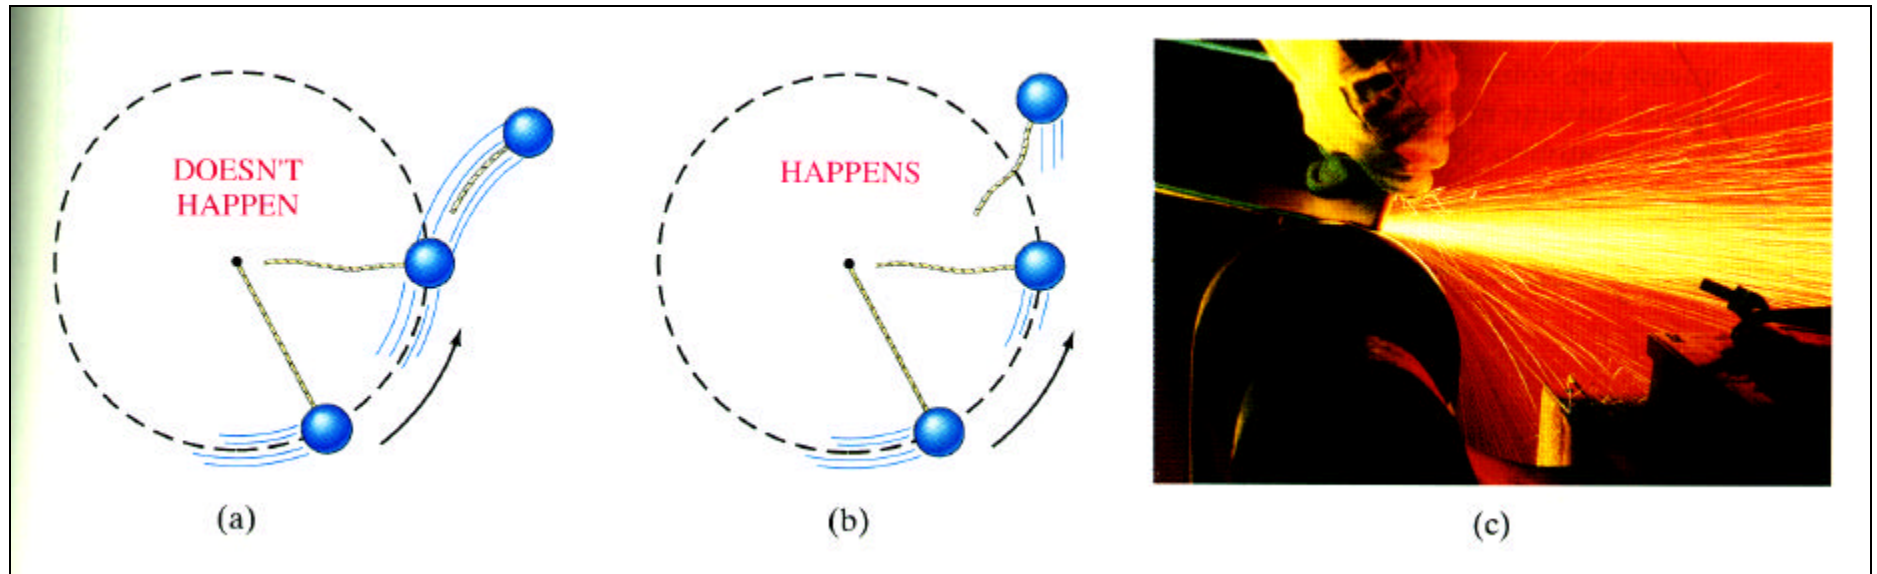 DOESN'T
HAPPEN
HAPPENS
(a)
(b)
(c)